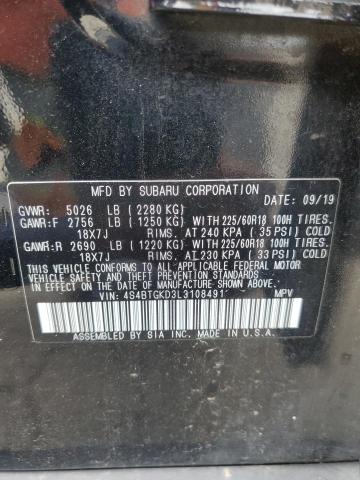 MFD BY SUBARU CORPORATION DATE: 09/19
GVWR: 5026 LB (2280 KG)
GAWR:F 2756 LB (1250 KG) WITH 225/60R18 100H TIRES.
18X7J RIMS. AT 240 KPA (35 PSI) COLD
GAWR:R 2690 LB (1220 KG) WITH 225/60R18 100H TIRES.
18X7J RIMS. AT 230 KPA (33 PSI) COLD
THIS VEHICLE CONFORMS TO ALL APPLICABLE FEDERAL MOTOR
VEHICLE SAFETY, BUMPER, AND THEFT PREVENTION STANDARDS
IN EFFECT ON THE DATE OF MANUFACTURE SHOWN ABOVE.
VIN: 4S4BTGKD3L3108491 MPV
ASSEMBLED BY SIA INC. MADE IN U.S.A.